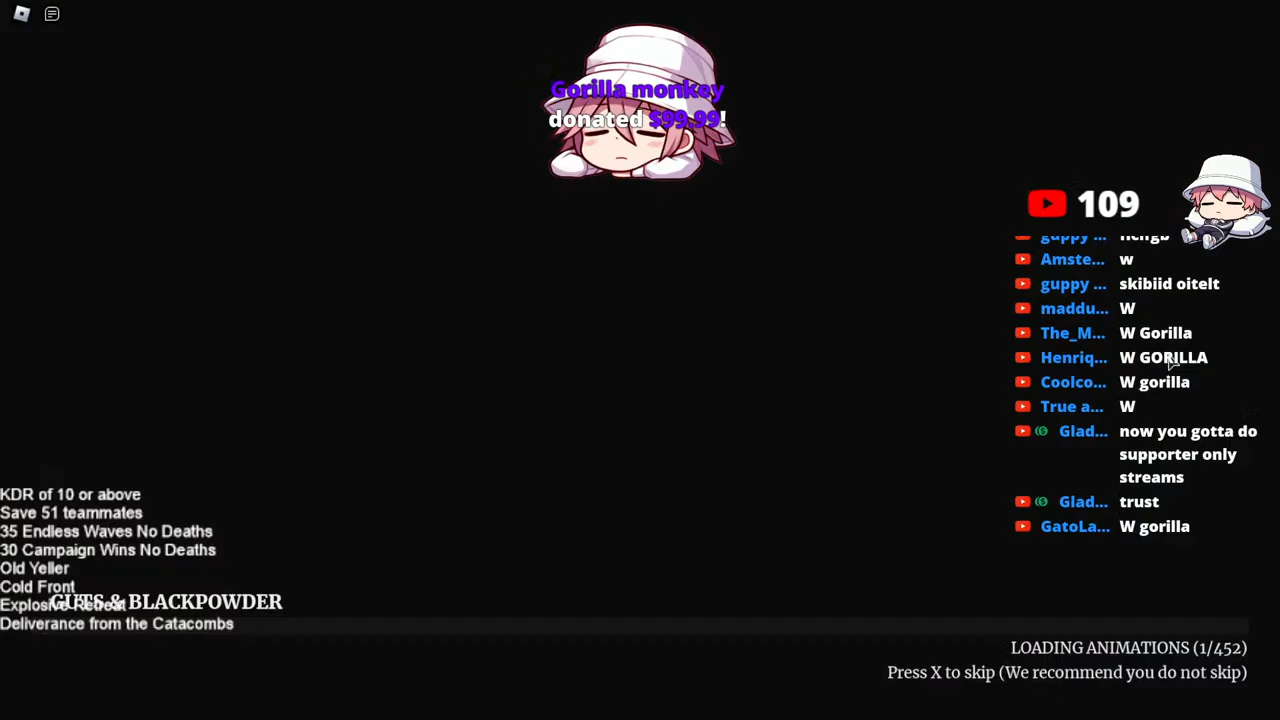 Gorilla monkey
donated $99.99!
109
guppy ...
Amste... w
guppy ... skibiid oitelt
maddu... W
The_M... W Gorilla
Henriq... W GORILLA
Coolco... W gorilla
True a... W
Glad... now you gotta do
supporter only
streams
Glad... trust
GatoLa... W gorilla
KDR of 10 or above
Save 51 teammates
35 Endless Waves No Deaths
30 Campaign Wins No Deaths
Old Yeller
Cold Front
Explosive Retreat
GUTS & BLACKPOWDER
Deliverance from the Catacombs
LOADING ANIMATIONS (1/452)
Press X to skip (We recommend you do not skip)